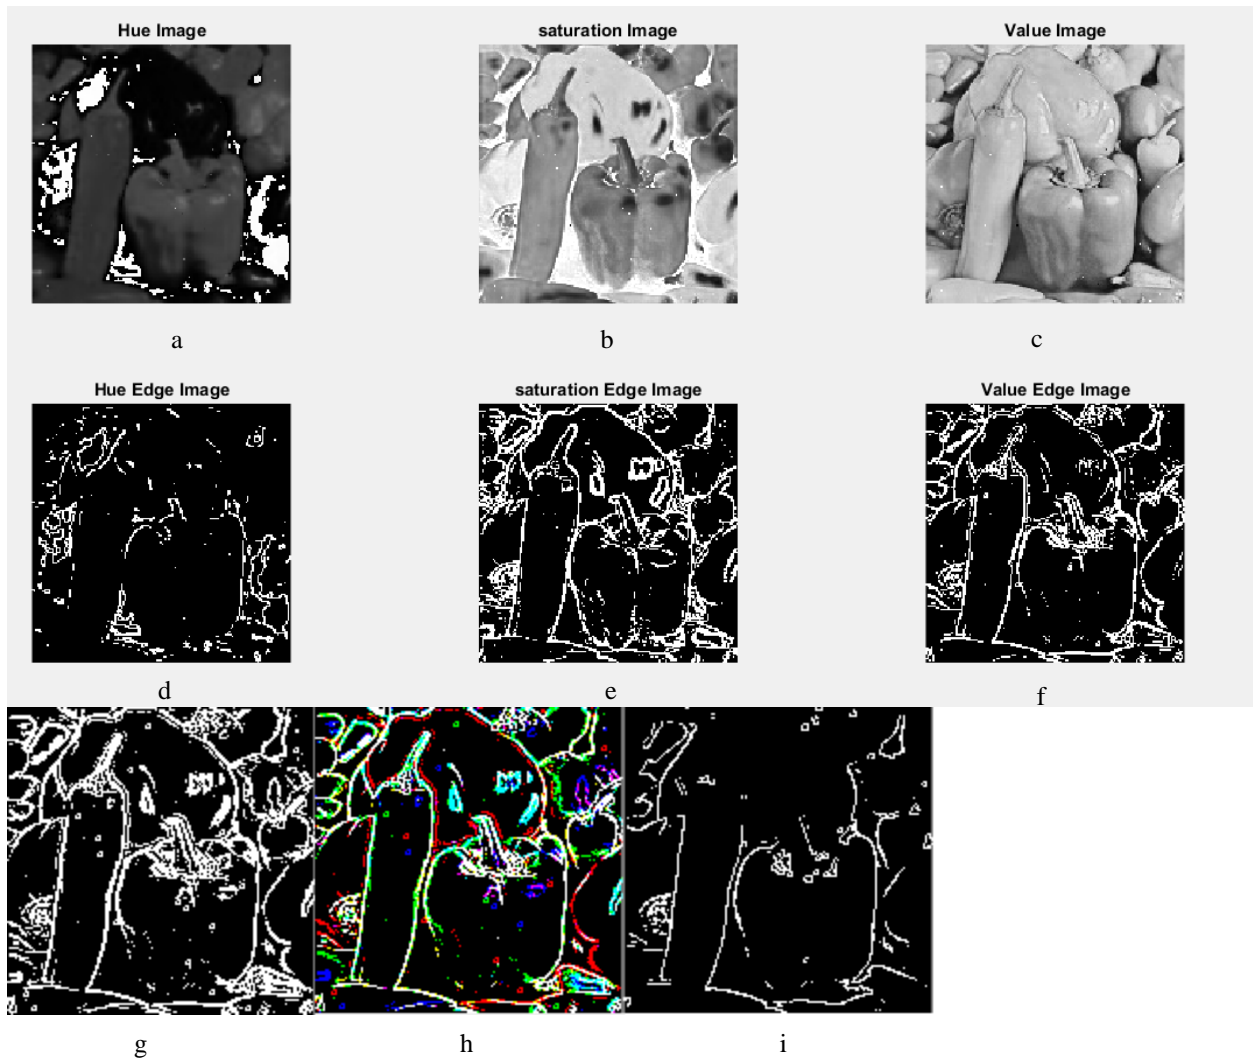 Hue Image
saturation Image
Value Image
a
b
c
Hue Edge Image
saturation Edge Image
Value Edge Image
d
e
f
g
h
i